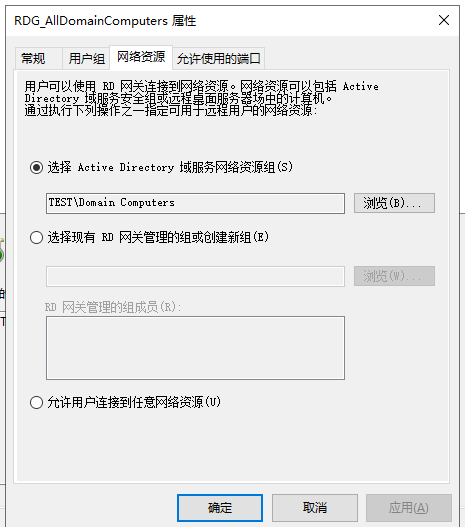 RDG_AllDomainComputers 属性
常规 用户组 网络资源 允许使用的端口
用户可以使用 RD 网关连接到网络资源。网络资源可以包括 Active
Directory 域服务安全组或远程桌面服务器场中的计算机。
通过执行下列操作之一指定可用于远程用户的网络资源:
选择 Active Directory 域服务网络资源组(S)
TEST\Domain Computers 浏览(B)...
选择现有 RD 网关管理的组或创建新组(E)
浏览(W)...
RD 网关管理的组成员(R):
允许用户连接到任意网络资源(U)
确定 取消 应用(A)